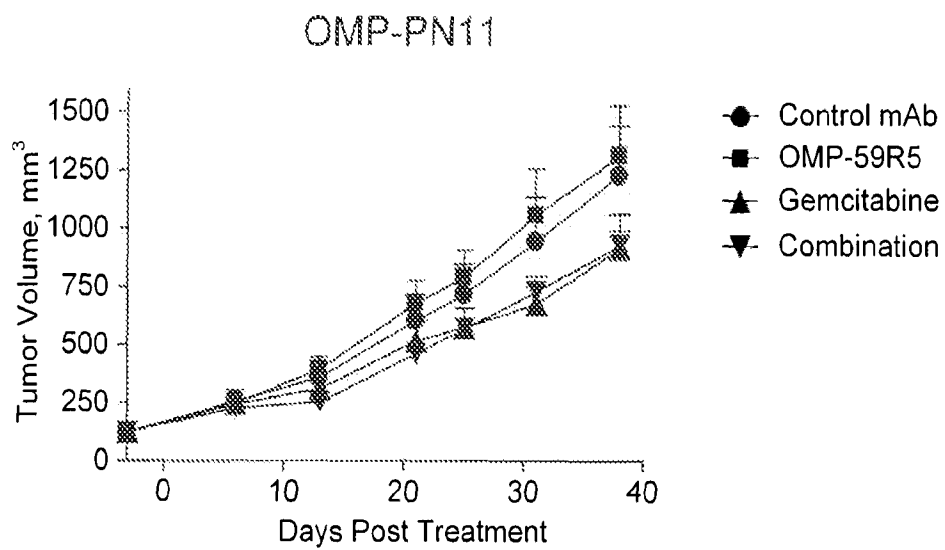 OMP-PN11
1500
1250
1000
750
500
250
0
Tumor Volume, mm³
0 10 20 30 40
Days Post Treatment
Control mAb
OMP-59R5
Gemcitabine
Combination